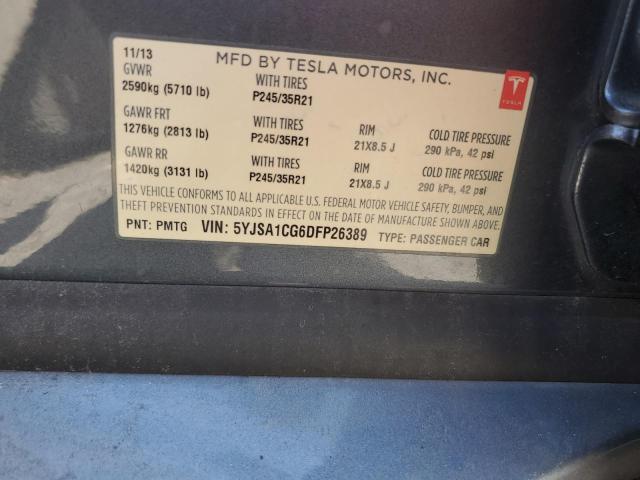 11/13 MFD BY TESLA MOTORS, INC.
GVWR WITH TIRES
2590kg (5710 lb) P245/35R21
TESLA
GAWR FRT WITH TIRES RIM COLD TIRE PRESSURE
1276kg (2813 lb) P245/35R21 21X8.5 J 290 kPa, 42 psi
GAWR RR WITH TIRES RIM COLD TIRE PRESSURE
1420kg (3131 lb) P245/35R21 21X8.5 J 290 kPa, 42 psi
THIS VEHICLE CONFORMS TO ALL APPLICABLE U.S. FEDERAL MOTOR VEHICLE SAFETY, BUMPER, AND
THEFT PREVENTION STANDARDS IN EFFECT ON THE DATE OF MANUFACTURE SHOWN ABOVE.
PNT: PMTG VIN: 5YJSA1CG6DFP26389 TYPE: PASSENGER CAR